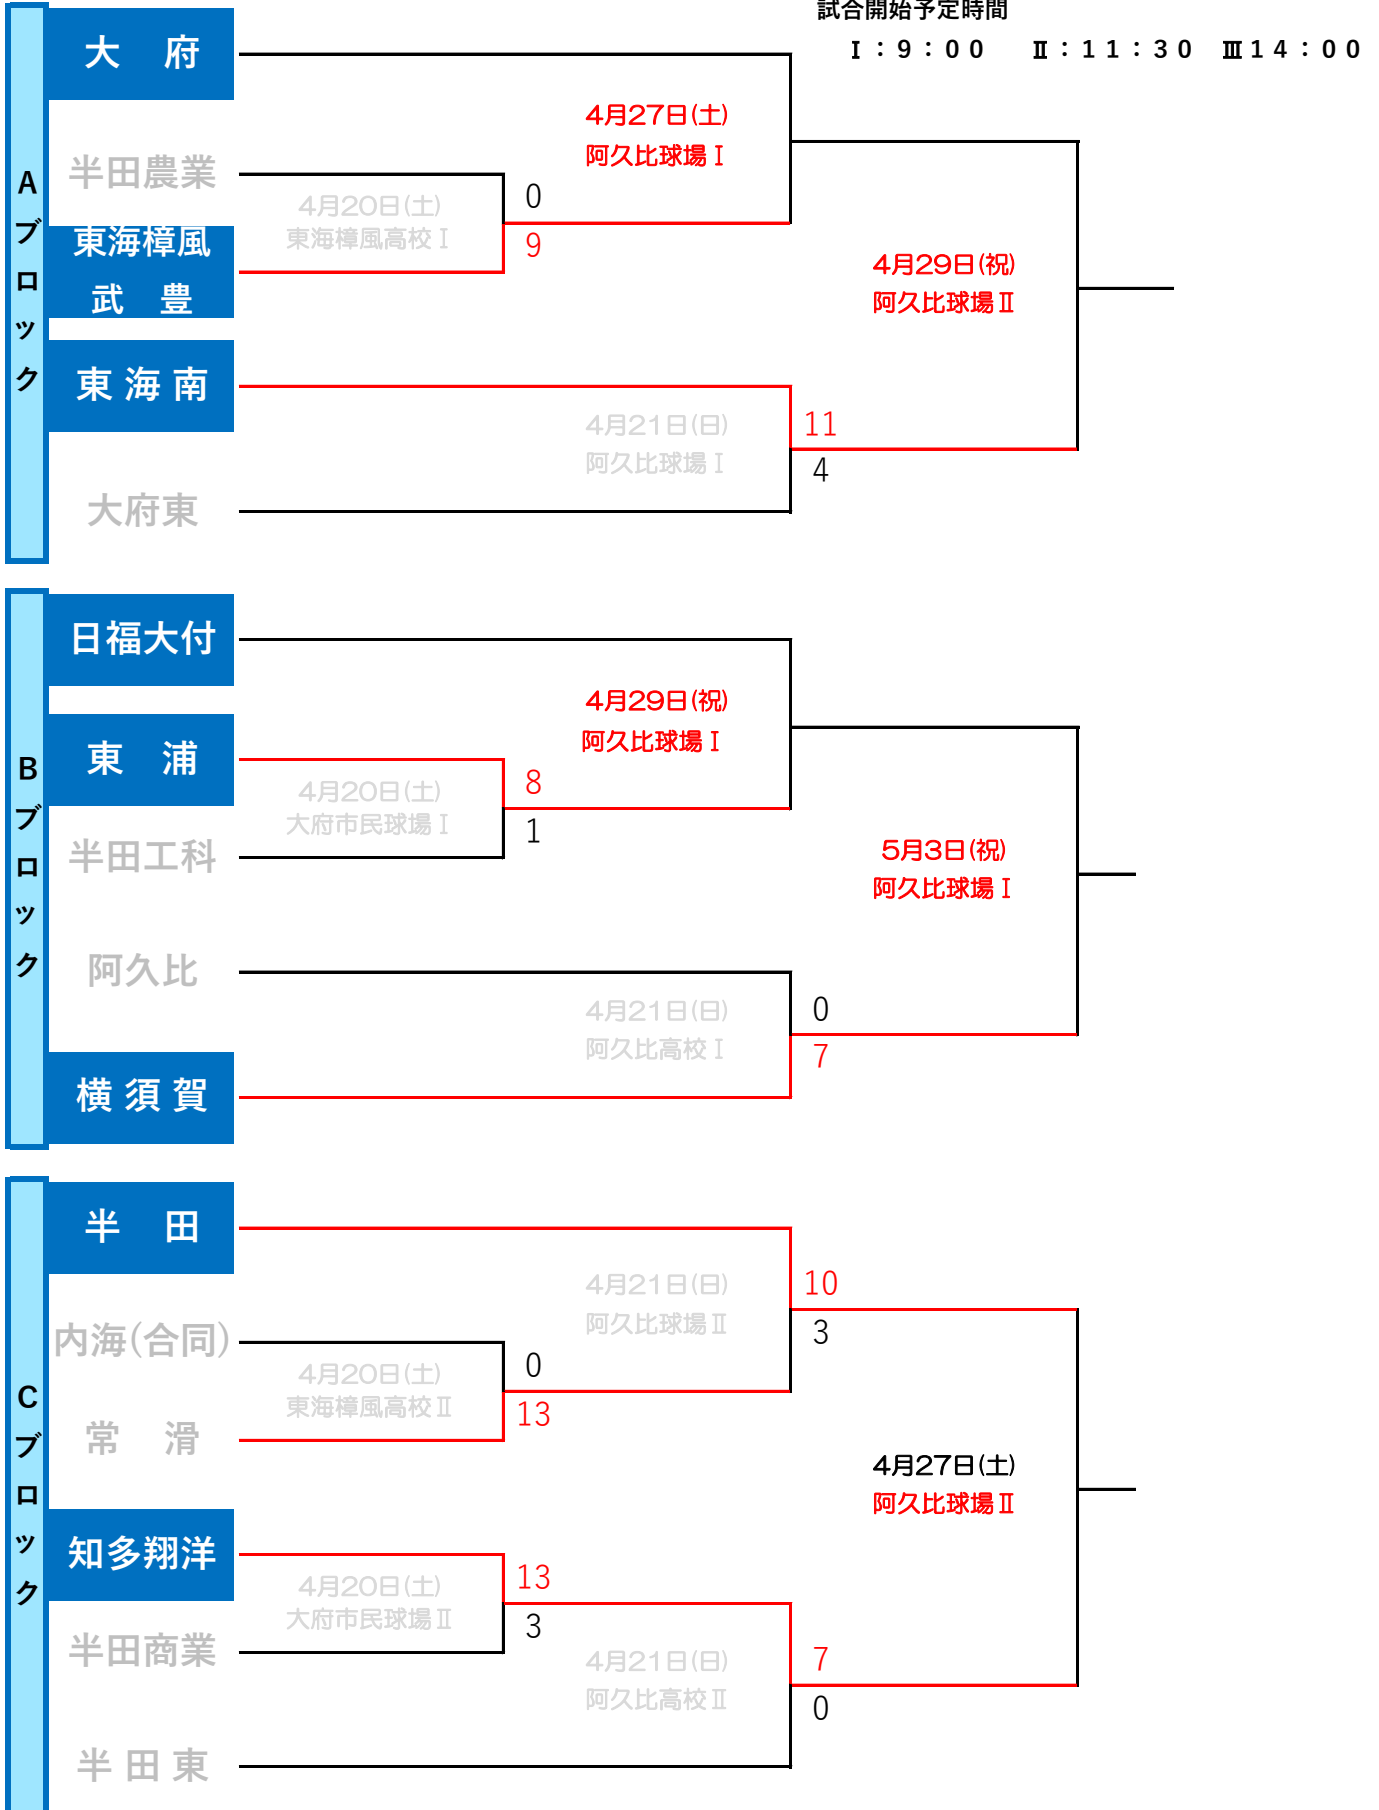 試合開始予定時間
Ⅰ：９：００　Ⅱ：１１：３０　Ⅲ１４：００
Aブロック
大　府
4月27日(土)
阿久比球場Ⅰ
半田農業
4月20日(土)
東海樟風高校Ⅰ
0
9
東海樟風
武　豊
4月29日(祝)
阿久比球場Ⅱ
東海南
4月21日(日)
阿久比球場Ⅰ
11
4
大府東
Bブロック
日福大付
4月29日(祝)
阿久比球場Ⅰ
東　浦
4月20日(土)
大府市民球場Ⅰ
8
1
半田工科
5月3日(祝)
阿久比球場Ⅰ
阿久比
4月21日(日)
阿久比高校Ⅰ
0
7
横須賀
Cブロック
半　田
4月21日(日)
阿久比球場Ⅱ
10
3
内海(合同)
4月20日(土)
東海樟風高校Ⅱ
0
13
常　滑
4月27日(土)
阿久比球場Ⅱ
知多翔洋
4月20日(土)
大府市民球場Ⅱ
13
3
半田商業
4月21日(日)
阿久比高校Ⅱ
7
0
半田東